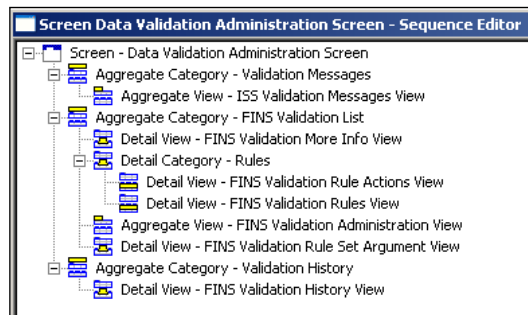 Screen Data Validation Administration Screen - Sequence Editor
Screen - Data Validation Administration Screen
Aggregate Category - Validation Messages
Aggregate View - ISS Validation Messages View
Aggregate Category - FINS Validation List
Detail View - FINS Validation More Info View
Detail Category - Rules
Detail View - FINS Validation Rule Actions View
Detail View - FINS Validation Rules View
Aggregate View - FINS Validation Administration View
Detail View - FINS Validation Rule Set Argument View
Aggregate Category - Validation History
Detail View - FINS Validation History View